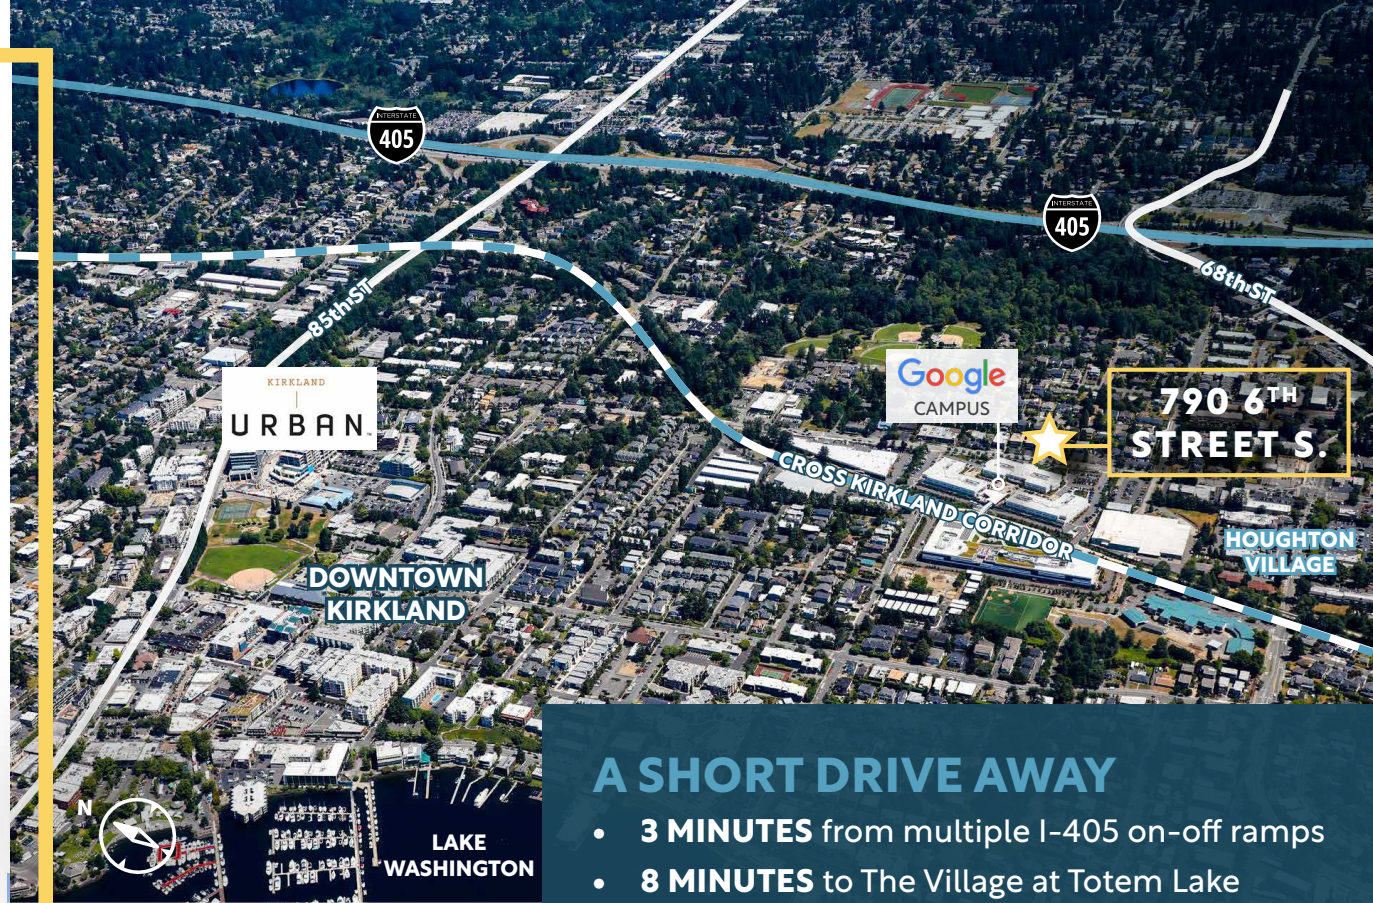 INTERSTATE
405
INTERSTATE
405
68th ST
85th ST
KIRKLAND
URBAN
Google
CAMPUS
790 6TH
STREET S.
CROSS KIRKLAND CORRIDOR
HOUGHTON
VILLAGE
DOWNTOWN
KIRKLAND
N
LAKE
WASHINGTON
A SHORT DRIVE AWAY
• 3 MINUTES from multiple I-405 on-off ramps
• 8 MINUTES to The Village at Totem Lake